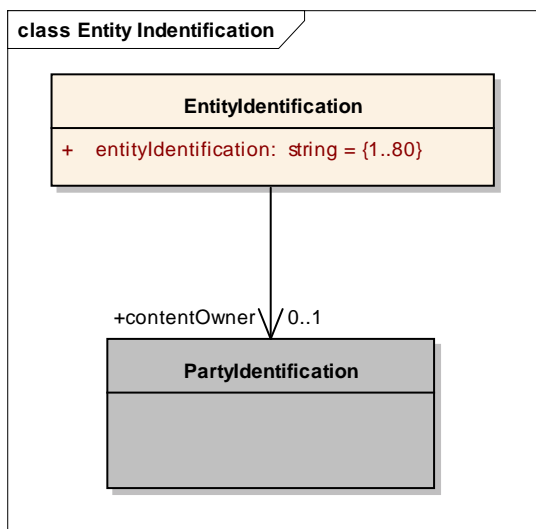 class Entity Indentification
EntityIdentification
+ entityIdentification: string = {1..80}
+contentOwner 0..1
PartyIdentification